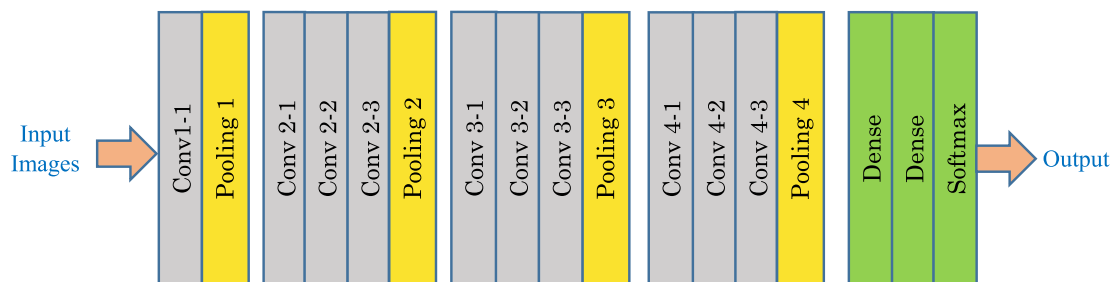 Input
Images
Conv1-1
Pooling 1
Conv 2-1
Conv 2-2
Conv 2-3
Pooling 2
Conv 3-1
Conv 3-2
Conv 3-3
Pooling 3
Conv 4-1
Conv 4-2
Conv 4-3
Pooling 4
Dense
Dense
Softmax
Output